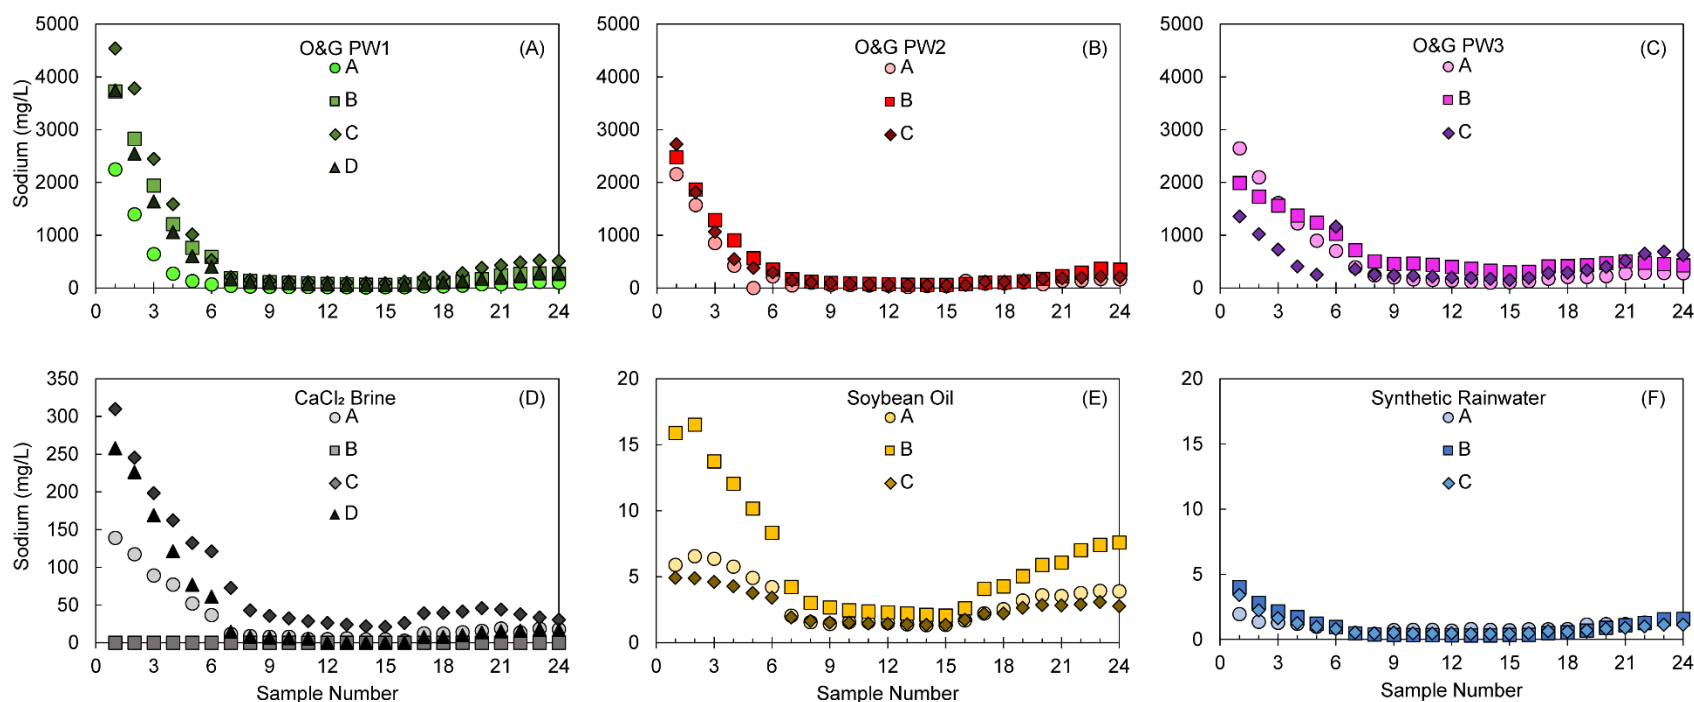 O&G PW1
(A)
A
B
C
D
5000
4000
3000
2000
1000
0
Sodium (mg/L)
0
3
6
9
12
15
18
21
24
O&G PW2
(B)
A
B
C
5000
4000
3000
2000
1000
0
0
3
6
9
12
15
18
21
24
O&G PW3
(C)
A
B
C
5000
4000
3000
2000
1000
0
0
3
6
9
12
15
18
21
24
CaCl₂ Brine
(D)
A
B
C
D
350
300
250
200
150
100
50
0
Sodium (mg/L)
0
3
6
9
12
15
18
21
24
Sample Number
Soybean Oil
(E)
A
B
C
20
15
10
5
0
0
3
6
9
12
15
18
21
24
Sample Number
Synthetic Rainwater
(F)
A
B
C
20
15
10
5
0
0
3
6
9
12
15
18
21
24
Sample Number